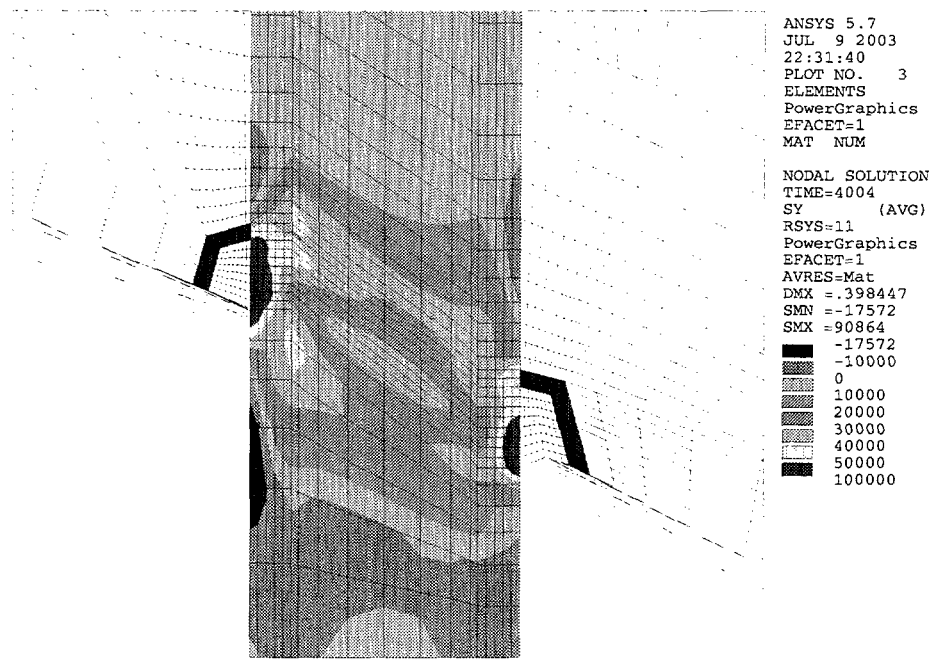 ANSYS 5.7
JUL 9 2003
22:31:40
PLOT NO. 3
ELEMENTS
PowerGraphics
EFACET=1
MAT NUM
NODAL SOLUTION
TIME=4004
SY (AVG)
RSYS=11
PowerGraphics
EFACET=1
AVRES=Mat
DMX =.398447
SMN =-17572
SMX =90864
-17572
-10000
0
10000
20000
30000
40000
50000
100000